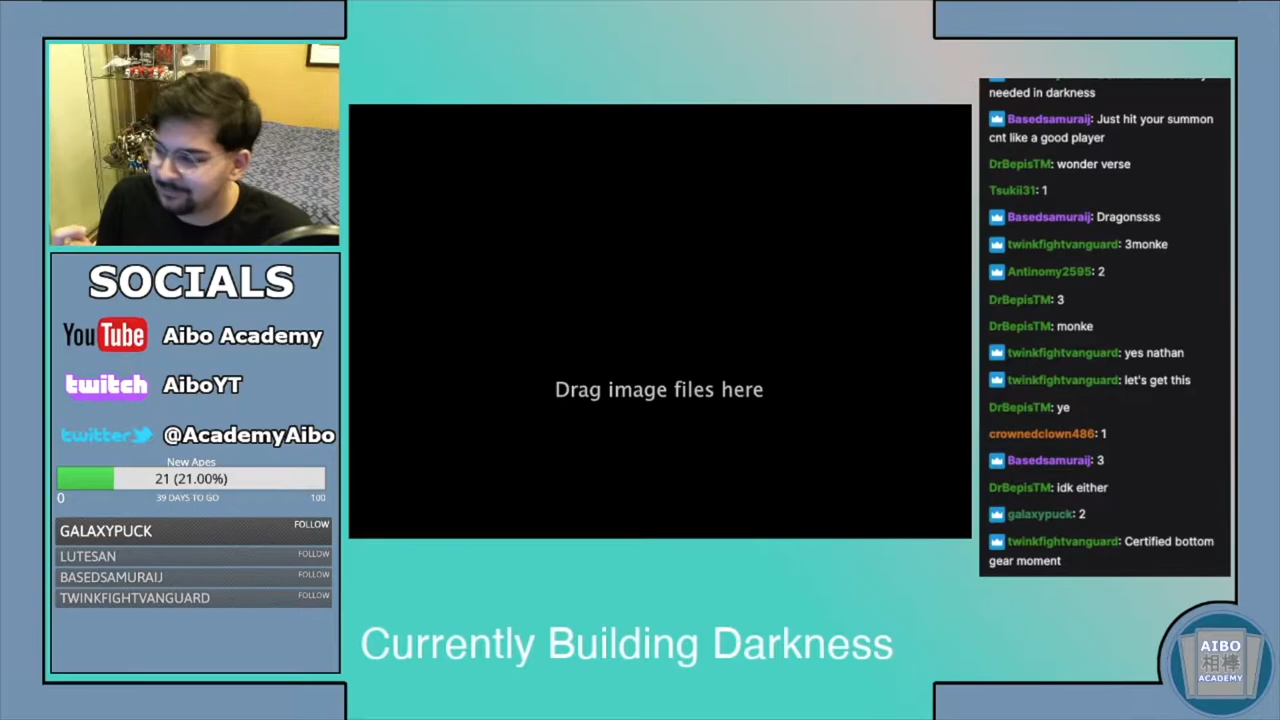 SOCIALS
YouTube Aibo Academy
twitch AiboYT
twitter @AcademyAibo
New Apes
21 (21.00%)
0 39 DAYS TO GO 100
GALAXYPUCK FOLLOW
LUTESAN FOLLOW
BASEDSAMURAIJ FOLLOW
TWINKFIGHTVANGUARD FOLLOW
Drag image files here
Currently Building Darkness
needed in darkness
Basedsamuraij: Just hit your summon
cnt like a good player
DrBepisTM: wonder verse
Tsukii31: 1
Basedsamuraij: Dragonssss
twinkfightvanguard: 3monke
Antinomy2595: 2
DrBepisTM: 3
DrBepisTM: monke
twinkfightvanguard: yes nathan
twinkfightvanguard: let's get this
DrBepisTM: ye
crownedclown486: 1
Basedsamuraij: 3
DrBepisTM: idk either
galaxypuck: 2
twinkfightvanguard: Certified bottom
gear moment
AIBO
相棒
ACADEMY